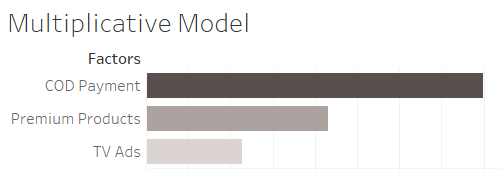 Multiplicative Model
Factors
COD Payment
Premium Products
TV Ads